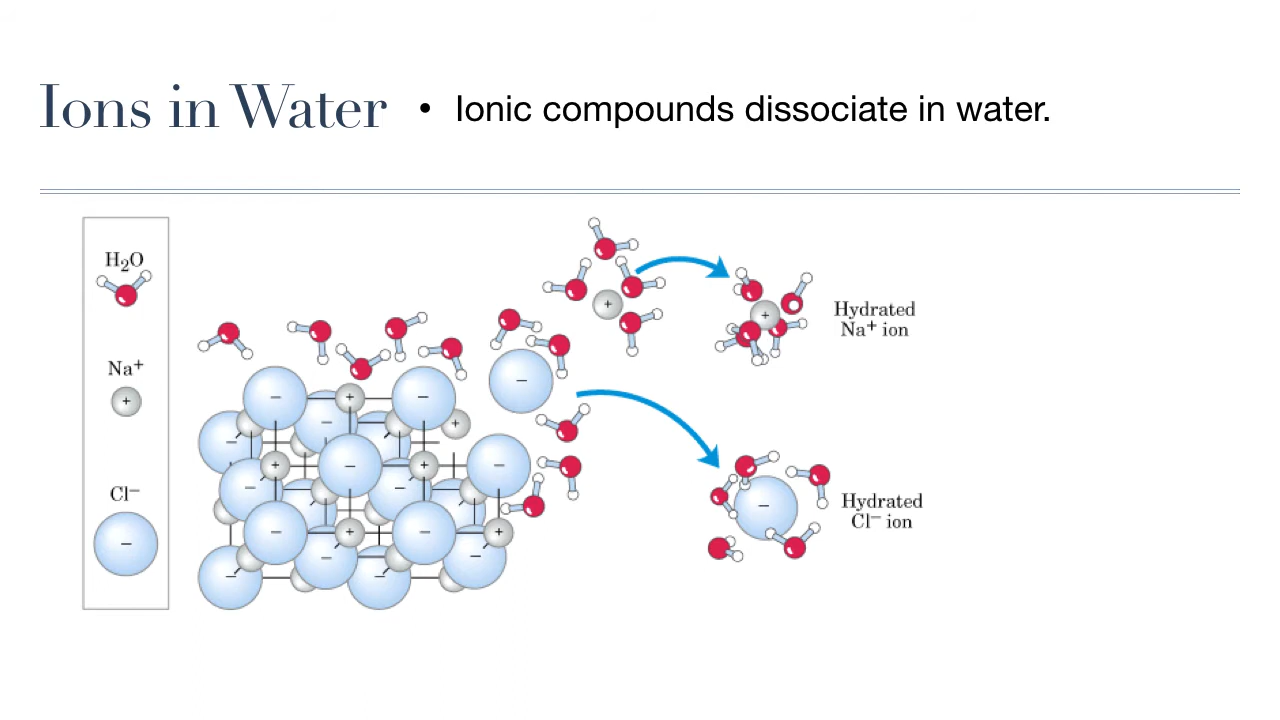 Ions in Water
• Ionic compounds dissociate in water.
H₂O
Na⁺
+
Cl⁻
−
Hydrated
Na⁺ ion
Hydrated
Cl⁻ ion